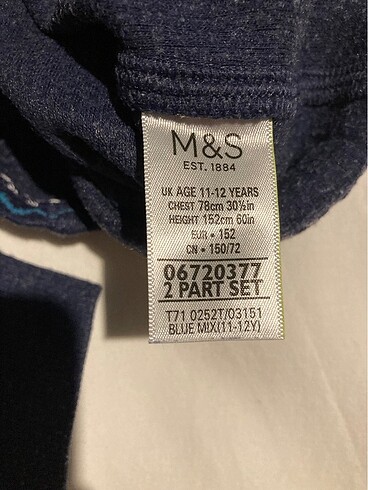 M&S
EST. 1884
UK AGE 11-12 YEARS
CHEST 78cm 30½in
HEIGHT 152cm 60in
EUR • 152
CN • 150/72
06720377
2 PART SET
T71 0252T/03151
BLUE MIX(11-12Y)